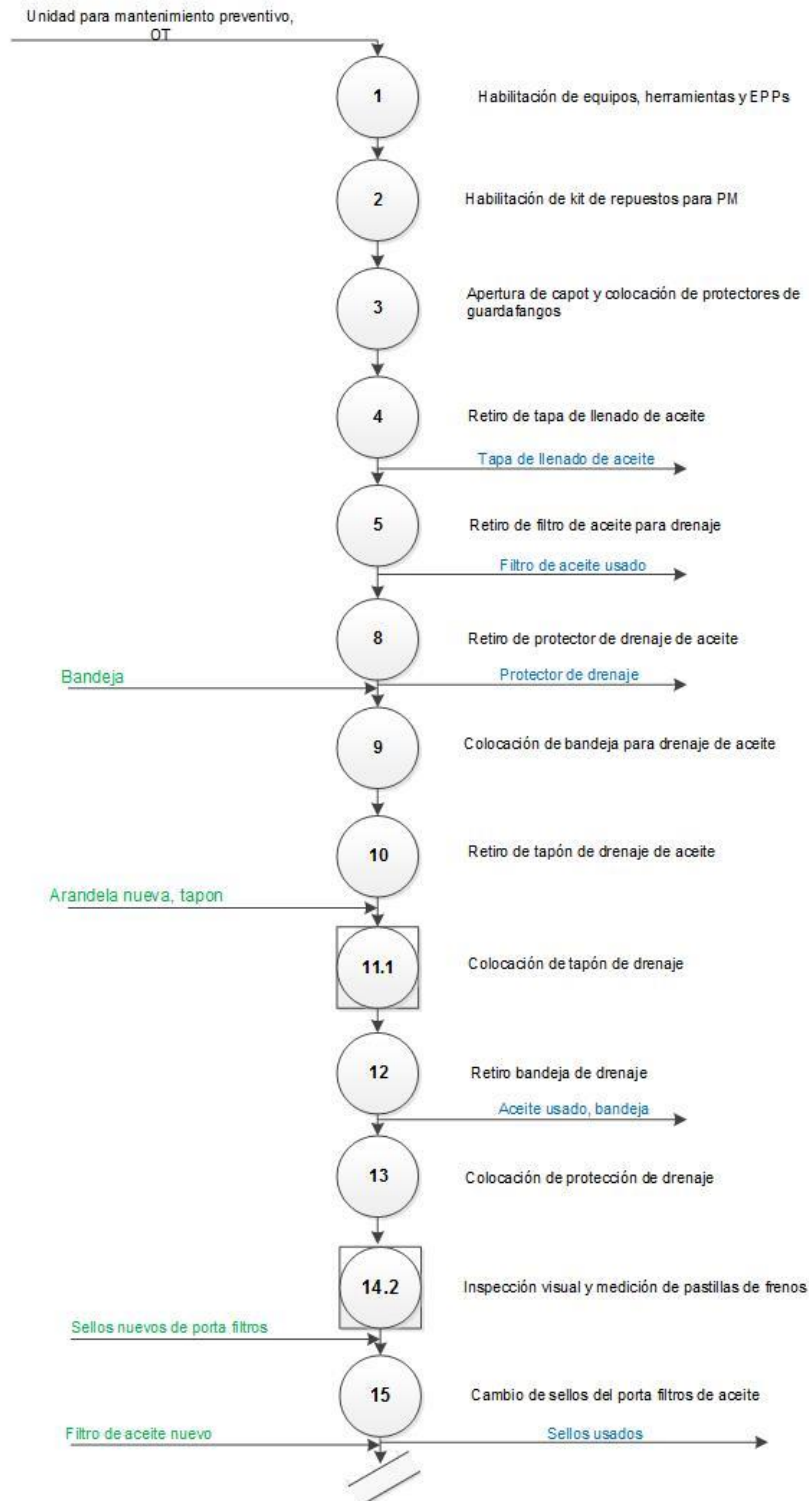 Unidad para mantenimiento preventivo,
OT
1
Habilitación de equipos, herramientas y EPPs
2
Habilitación de kit de repuestos para PM
3
Apertura de capot y colocación de protectores de
guardafangos
4
Retiro de tapa de llenado de aceite
Tapa de llenado de aceite
5
Retiro de filtro de aceite para drenaje
Filtro de aceite usado
8
Retiro de protector de drenaje de aceite
Bandeja
Protector de drenaje
9
Colocación de bandeja para drenaje de aceite
10
Retiro de tapón de drenaje de aceite
Arandela nueva, tapon
11.1
Colocación de tapón de drenaje
12
Retiro bandeja de drenaje
Aceite usado, bandeja
13
Colocación de protección de drenaje
14.2
Inspección visual y medición de pastillas de frenos
Sellos nuevos de porta filtros
15
Cambio de sellos del porta filtros de aceite
Filtro de aceite nuevo
Sellos usados